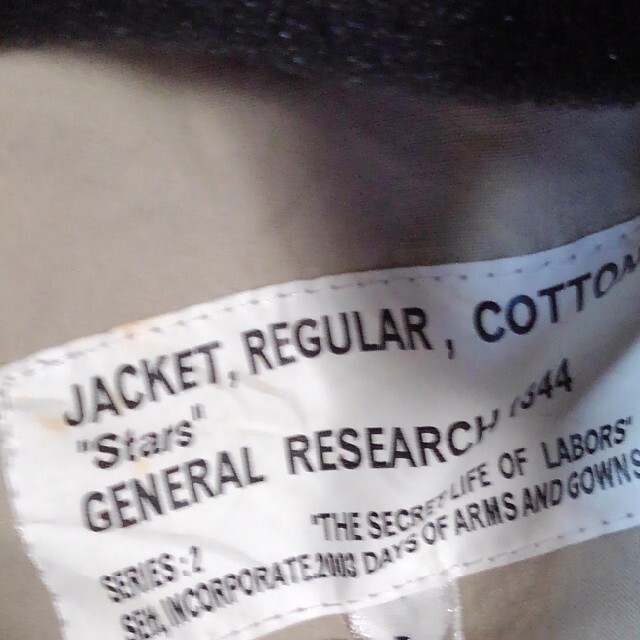 JACKET, REGULAR, COTTON
"Stars"
GENERAL RESEARCH
SERIES:2 "THE SECRET LIFE OF LABORS"
INCORPORATE.2003 DAYS OF ARMS AND GOWNS